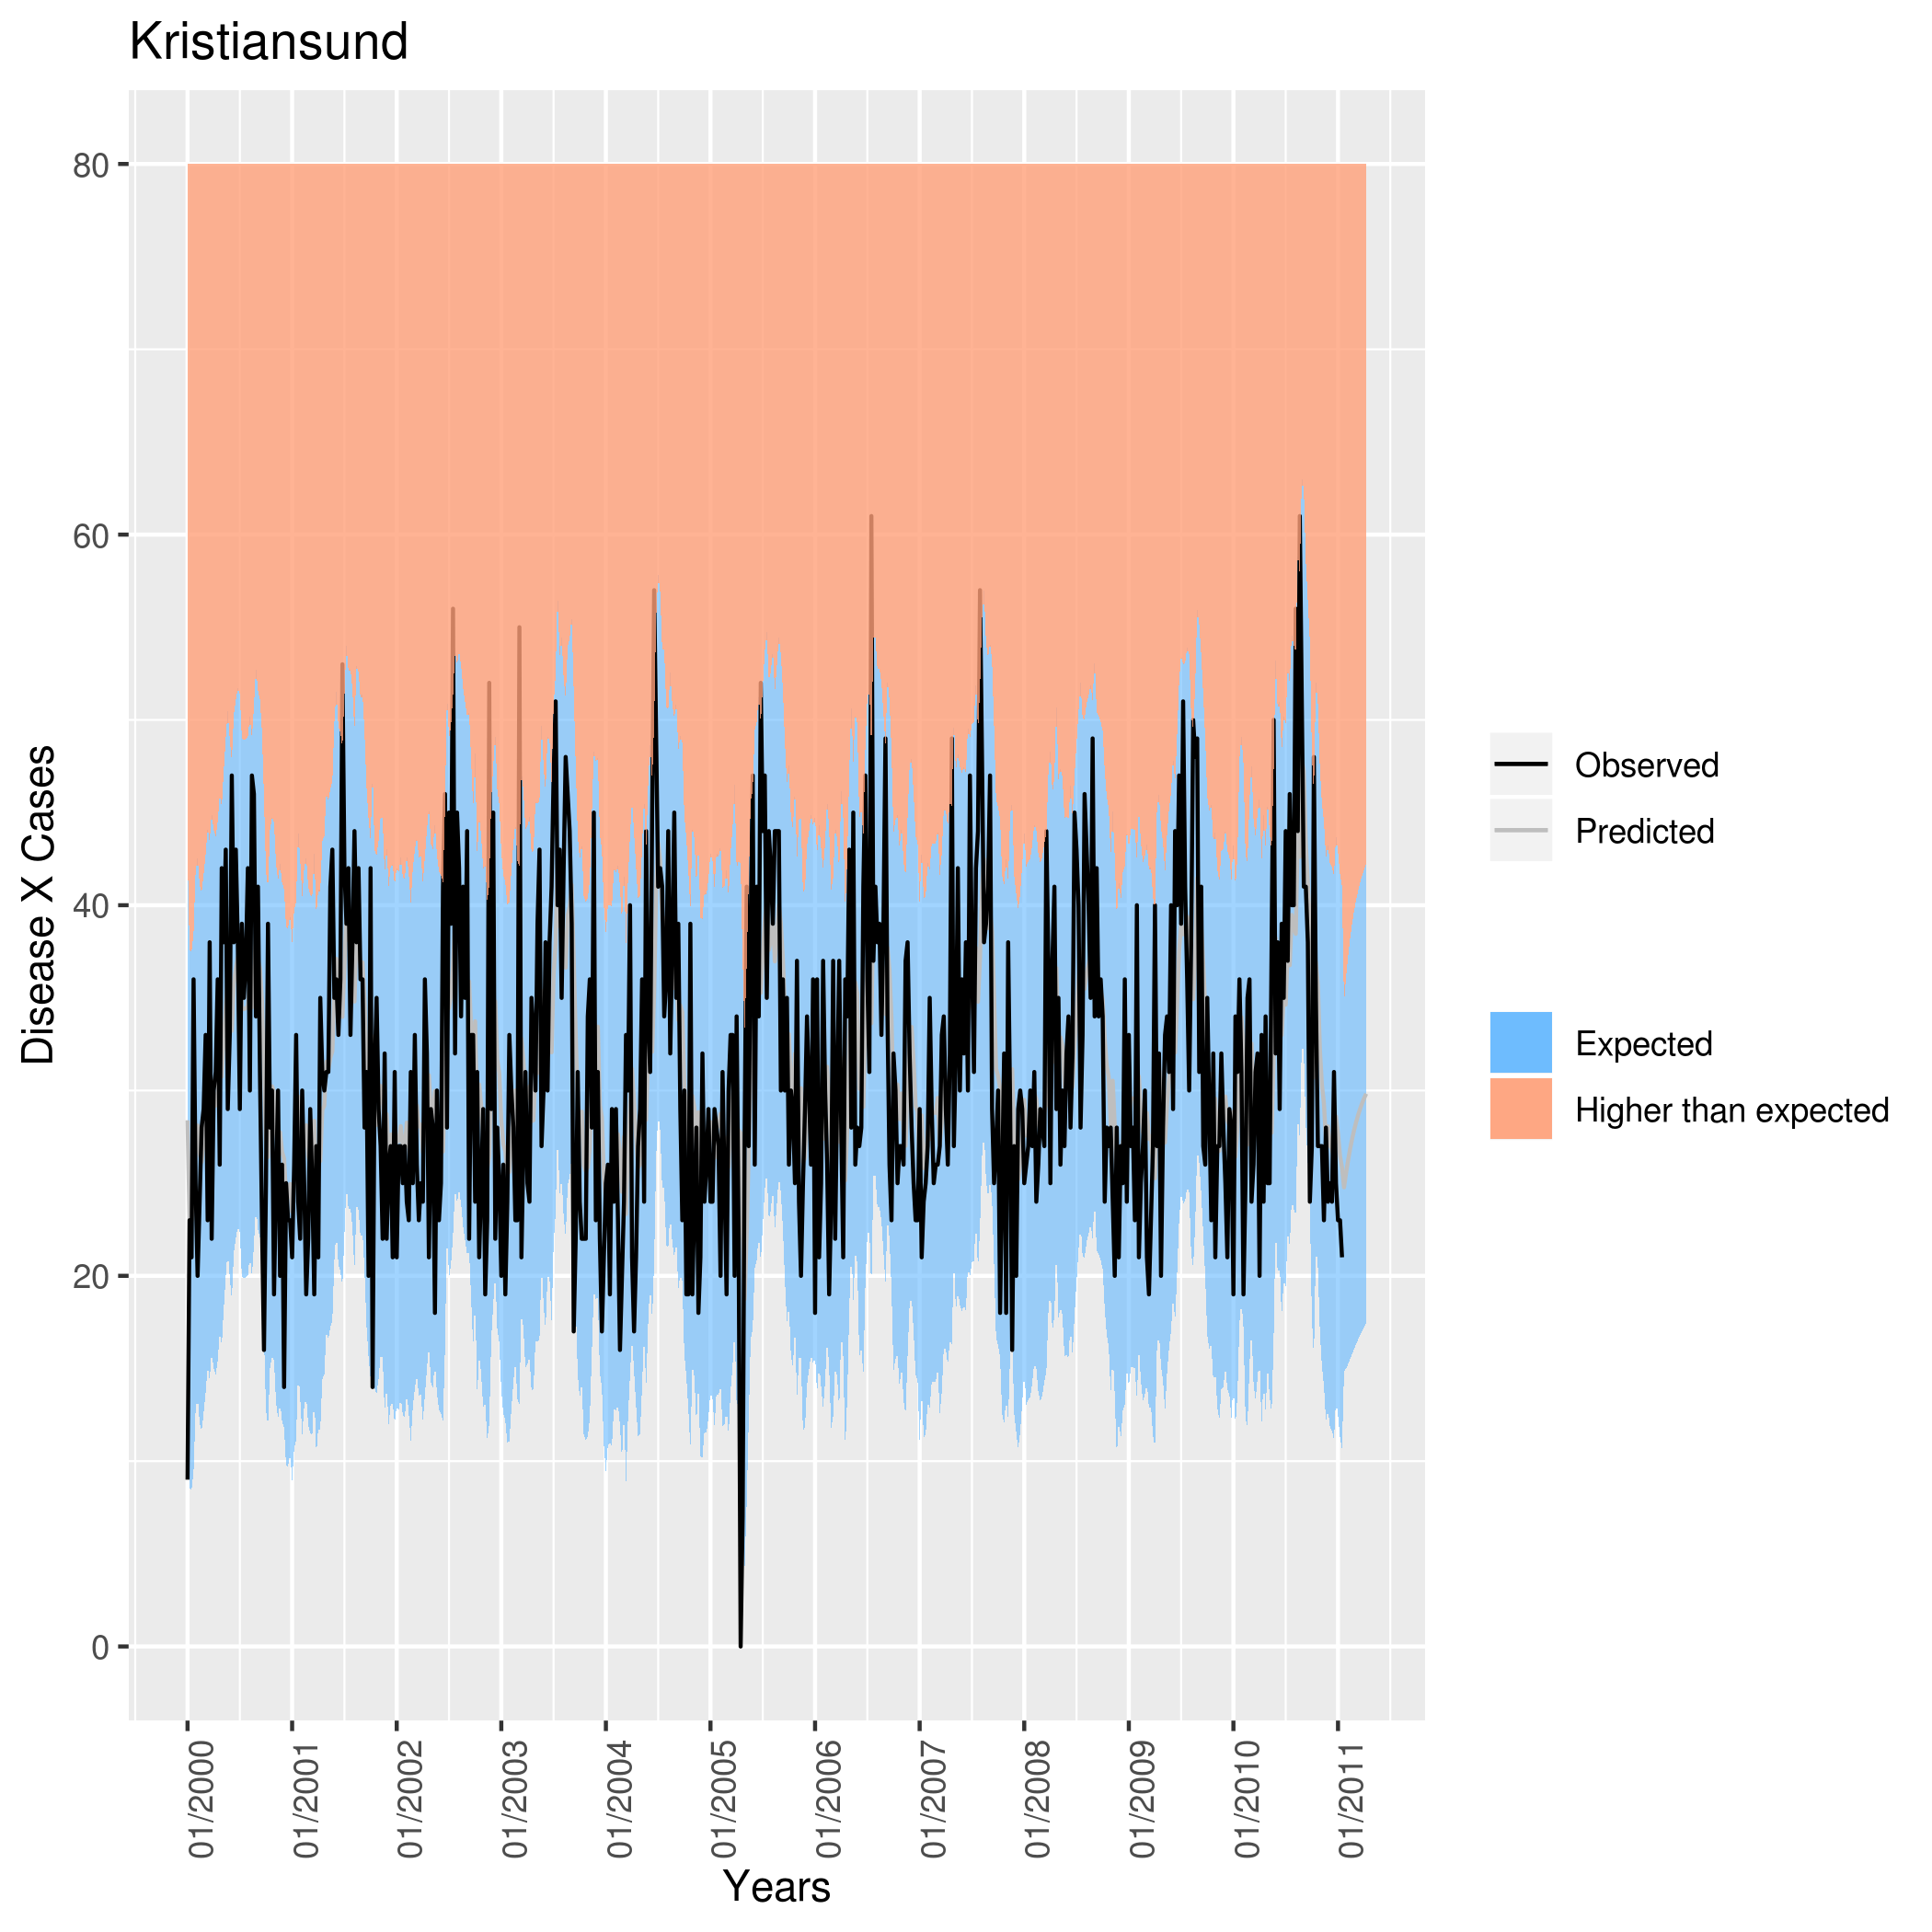 Kristiansund
80
60
40
20
0
Disease X Cases
01/2000
01/2001
01/2002
01/2003
01/2004
01/2005
01/2006
01/2007
01/2008
01/2009
01/2010
01/2011
Years
Observed
Predicted
Expected
Higher than expected